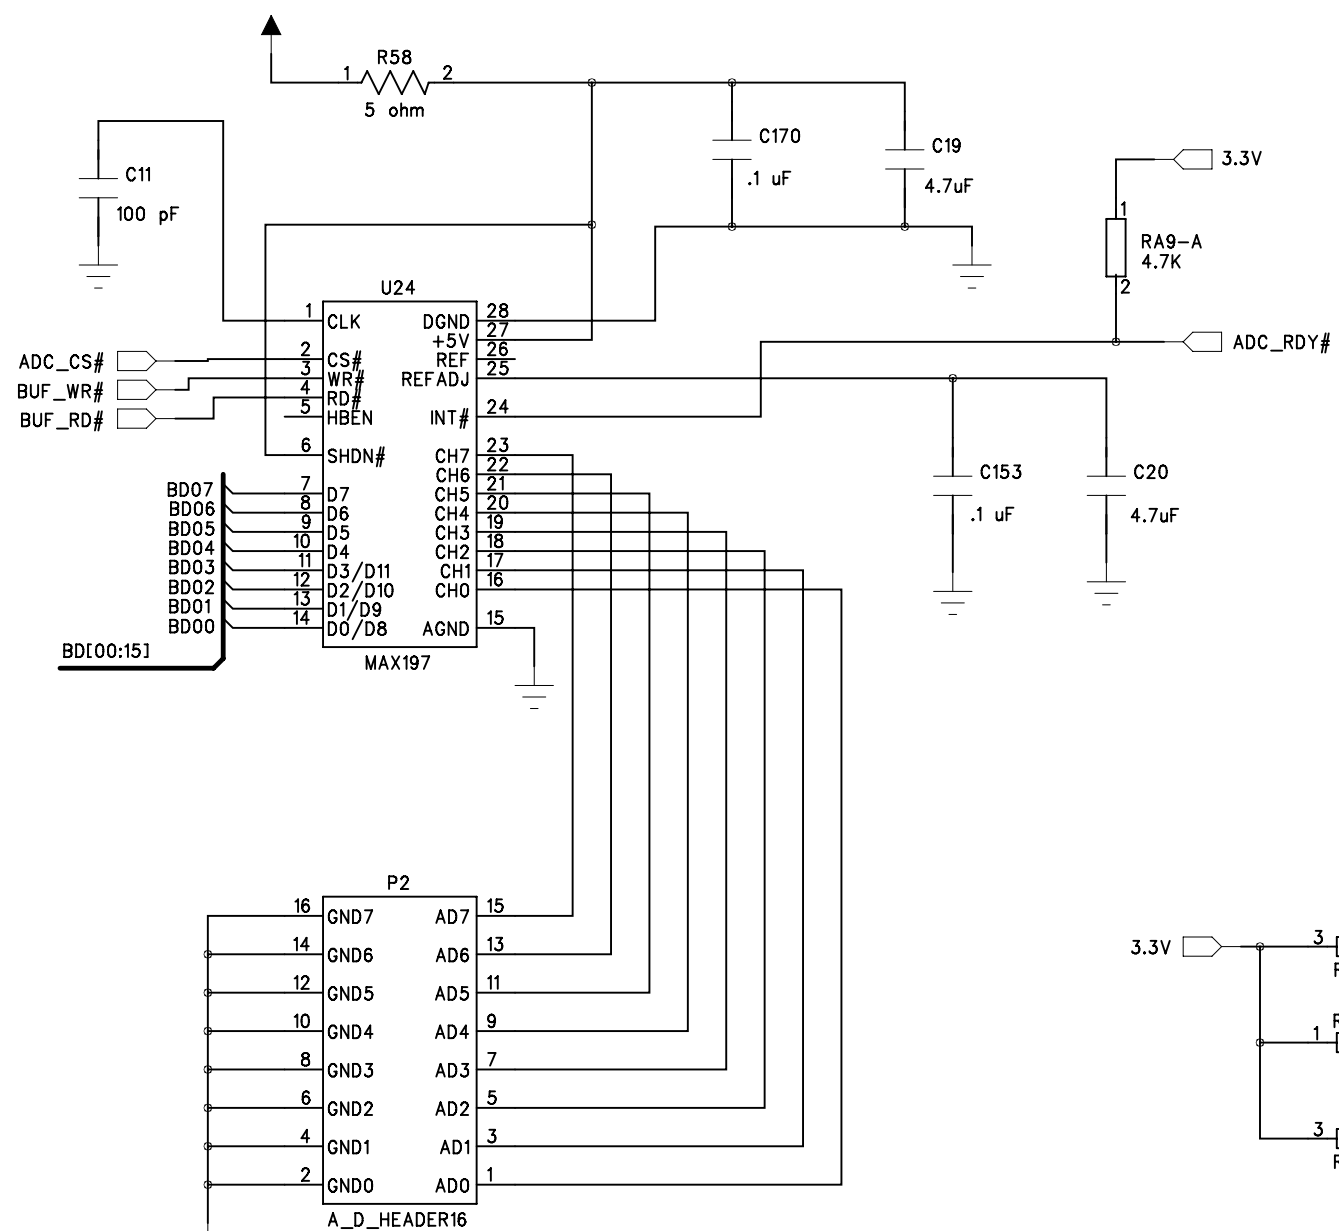 R58
1 2
5 ohm
C11
100 pF
C170
.1 uF
C19
4.7uF
3.3V
1
RA9-A
4.7K
2
ADC_RDY#
U24
1 CLK
2 CS#
3 WR#
4 RD#
5 HBEN
6 SHDN#
7 D7
8 D6
9 D5
10 D4
11 D3/D11
12 D2/D10
13 D1/D9
14 D0/D8
DGND 28
+5V 27
REF 26
REFADJ 25
INT# 24
CH7 23
CH6 22
CH5 21
CH4 20
CH3 19
CH2 18
CH1 17
CH0 16
AGND 15
MAX197
ADC_CS#
BUF_WR#
BUF_RD#
BD07
BD06
BD05
BD04
BD03
BD02
BD01
BD00
BD[00:15]
C153
.1 uF
C20
4.7uF
P2
16 GND7 AD7 15
14 GND6 AD6 13
12 GND5 AD5 11
10 GND4 AD4 9
8 GND3 AD3 7
6 GND2 AD2 5
4 GND1 AD1 3
2 GND0 AD0 1
A_D_HEADER16
3.3V
3
1
3